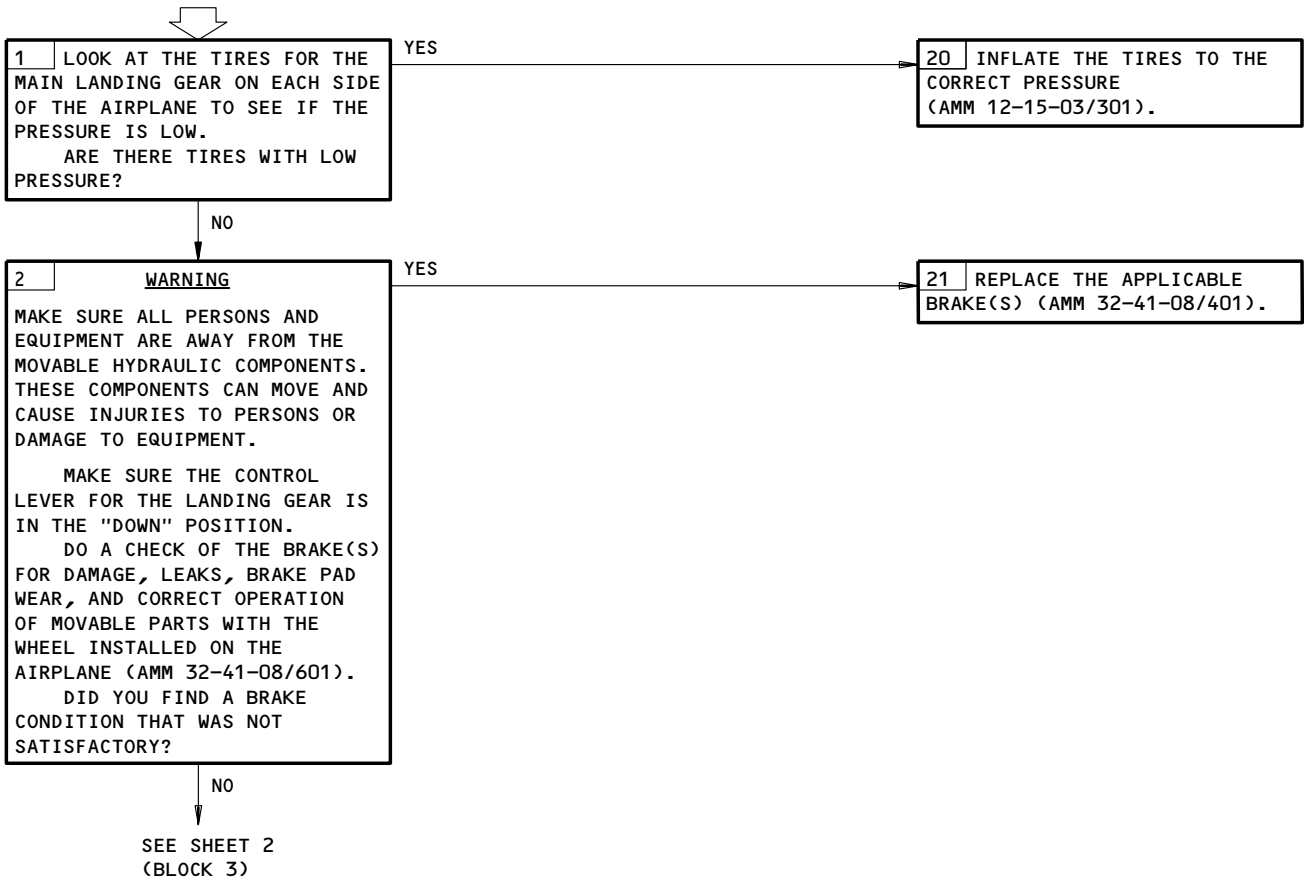 1 LOOK AT THE TIRES FOR THE
MAIN LANDING GEAR ON EACH SIDE
OF THE AIRPLANE TO SEE IF THE
PRESSURE IS LOW.
ARE THERE TIRES WITH LOW
PRESSURE?
YES
20 INFLATE THE TIRES TO THE
CORRECT PRESSURE
(AMM 12-15-03/301).
NO
2 WARNING
MAKE SURE ALL PERSONS AND
EQUIPMENT ARE AWAY FROM THE
MOVABLE HYDRAULIC COMPONENTS.
THESE COMPONENTS CAN MOVE AND
CAUSE INJURIES TO PERSONS OR
DAMAGE TO EQUIPMENT.
MAKE SURE THE CONTROL
LEVER FOR THE LANDING GEAR IS
IN THE "DOWN" POSITION.
DO A CHECK OF THE BRAKE(S)
FOR DAMAGE, LEAKS, BRAKE PAD
WEAR, AND CORRECT OPERATION
OF MOVABLE PARTS WITH THE
WHEEL INSTALLED ON THE
AIRPLANE (AMM 32-41-08/601).
DID YOU FIND A BRAKE
CONDITION THAT WAS NOT
SATISFACTORY?
YES
21 REPLACE THE APPLICABLE
BRAKE(S) (AMM 32-41-08/401).
NO
SEE SHEET 2
(BLOCK 3)